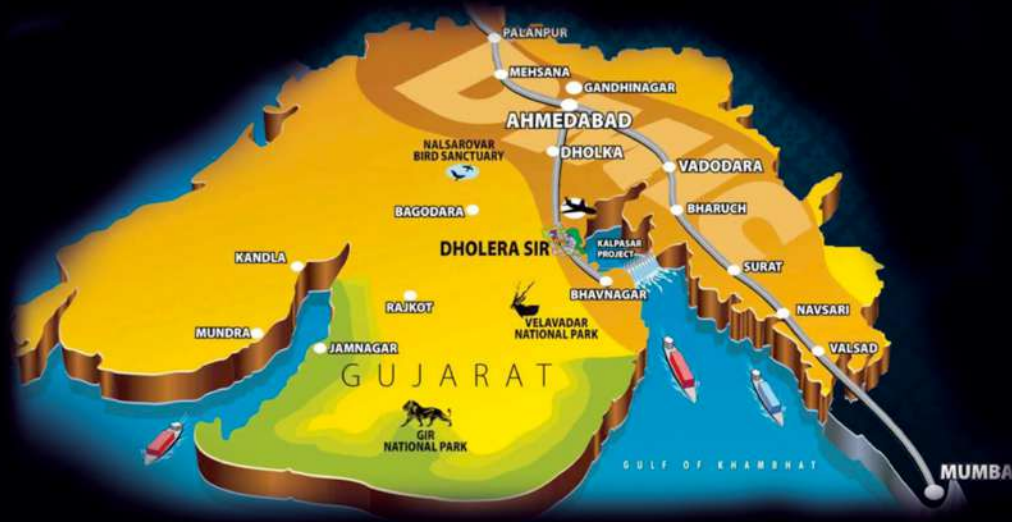 PALANPUR
MEHSANA
GANDHINAGAR
AHMEDABAD
DMIC
NALSAROVAR
BIRD SANCTUARY
DHOLKA
VADODARA
BAGODARA
BHARUCH
DHOLERA SIR
KALPASAR
PROJECT
KANDLA
SURAT
BHAVNAGAR
RAJKOT
VELAVADAR
NATIONAL PARK
NAVSARI
MUNDRA
JAMNAGAR
VALSAD
GUJARAT
GIR
NATIONAL PARK
GULF OF KHAMBHAT
MUMBA